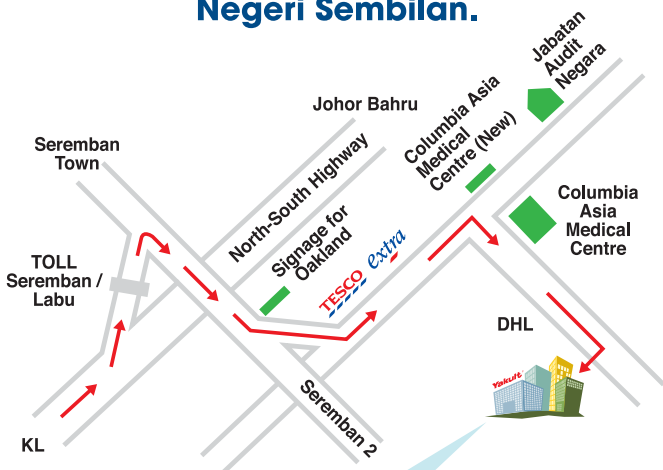 Negeri Sembilan.
Jabatan
Audit
Negara
Johor Bahru
Columbia Asia
Medical
Centre (New)
Seremban
Town
North-South Highway
Signage for
Oakland
TESCO extra
Columbia
Asia
Medical
Centre
TOLL
Seremban /
Labu
DHL
Yakult
Seremban 2
KL